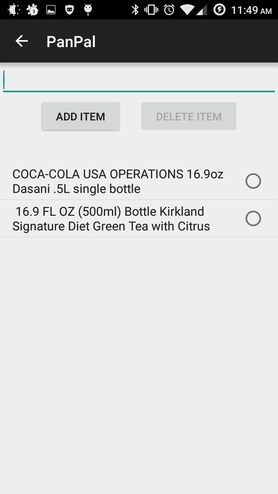 11:49 AM
PanPal
ADD ITEM DELETE ITEM
COCA-COLA USA OPERATIONS 16.9oz
Dasani .5L single bottle
16.9 FL OZ (500ml) Bottle Kirkland
Signature Diet Green Tea with Citrus